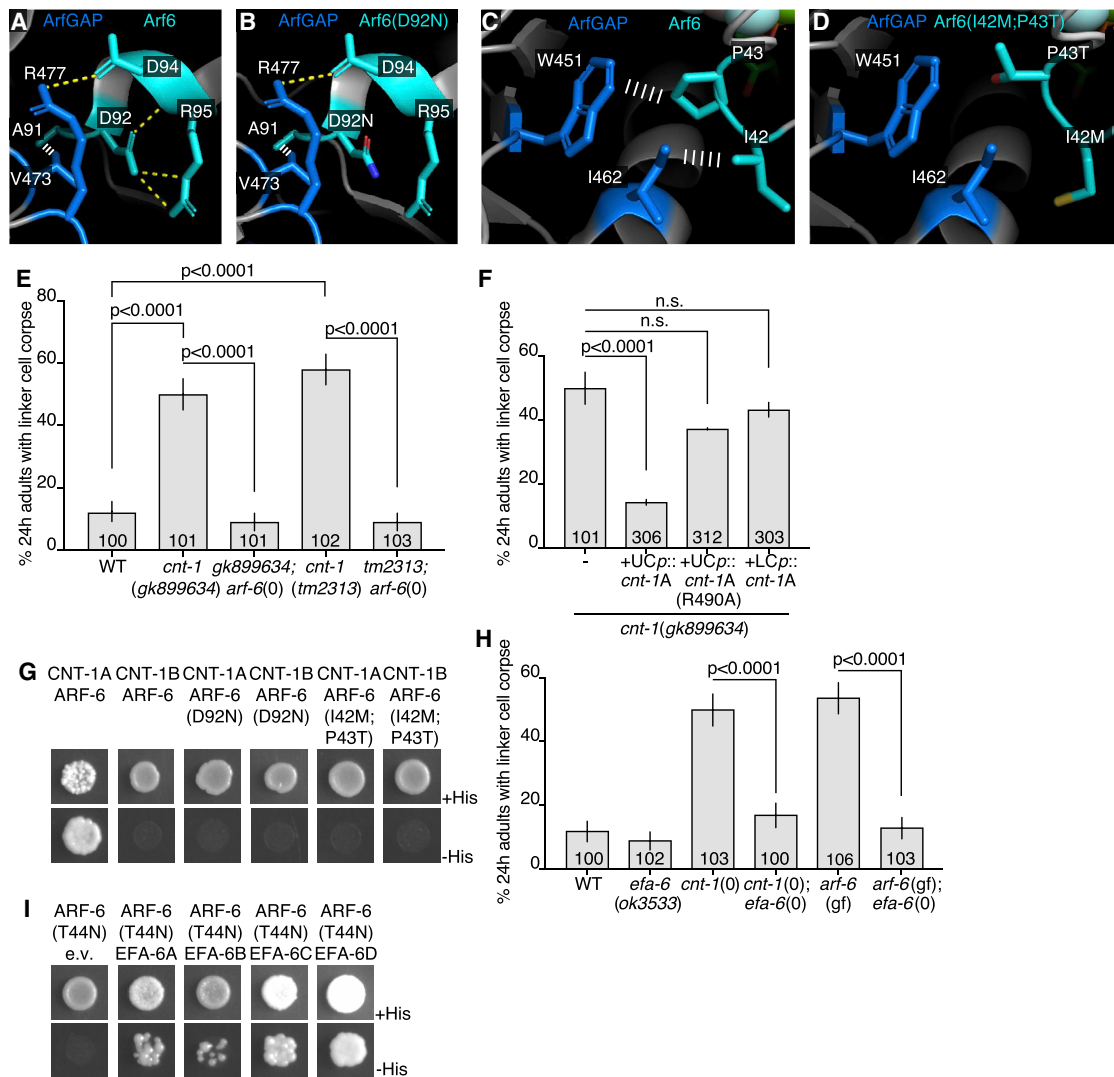 A
ArfGAP Arf6
R477
D94
A91
D92
R95
V473
B
ArfGAP Arf6(D92N)
R477
D94
A91
D92N
R95
V473
C
ArfGAP Arf6
W451
P43
I42
I462
D
ArfGAP Arf6(I42M;P43T)
W451
P43T
I42M
I462
E
% 24h adults with linker cell corpse
80
60
40
20
0
p<0.0001
p<0.0001
p<0.0001
p<0.0001
100
101
101
102
103
WT
cnt-1
(gk899634)
gk899634;
arf-6(0)
cnt-1
(tm2313)
tm2313;
arf-6(0)
F
% 24h adults with linker cell corpse
60
40
20
0
n.s.
n.s.
p<0.0001
101
306
312
303
-
+UCp::
cnt-1A
+UCp::
cnt-1A
(R490A)
+LCp::
cnt-1A
cnt-1(gk899634)
G
CNT-1A
ARF-6
CNT-1B
ARF-6
CNT-1A
ARF-6
(D92N)
CNT-1B
ARF-6
(D92N)
CNT-1A
ARF-6
(I42M;
P43T)
CNT-1B
ARF-6
(I42M;
P43T)
+His
-His
H
% 24h adults with linker cell corpse
60
40
20
0
p<0.0001
p<0.0001
100
102
103
100
106
103
WT
efa-6
(ok3533)
cnt-1(0)
cnt-1(0);
efa-6(0)
arf-6
(gf)
arf-6(gf);
efa-6(0)
I
ARF-6
(T44N)
e.v.
ARF-6
(T44N)
EFA-6A
ARF-6
(T44N)
EFA-6B
ARF-6
(T44N)
EFA-6C
ARF-6
(T44N)
EFA-6D
+His
-His